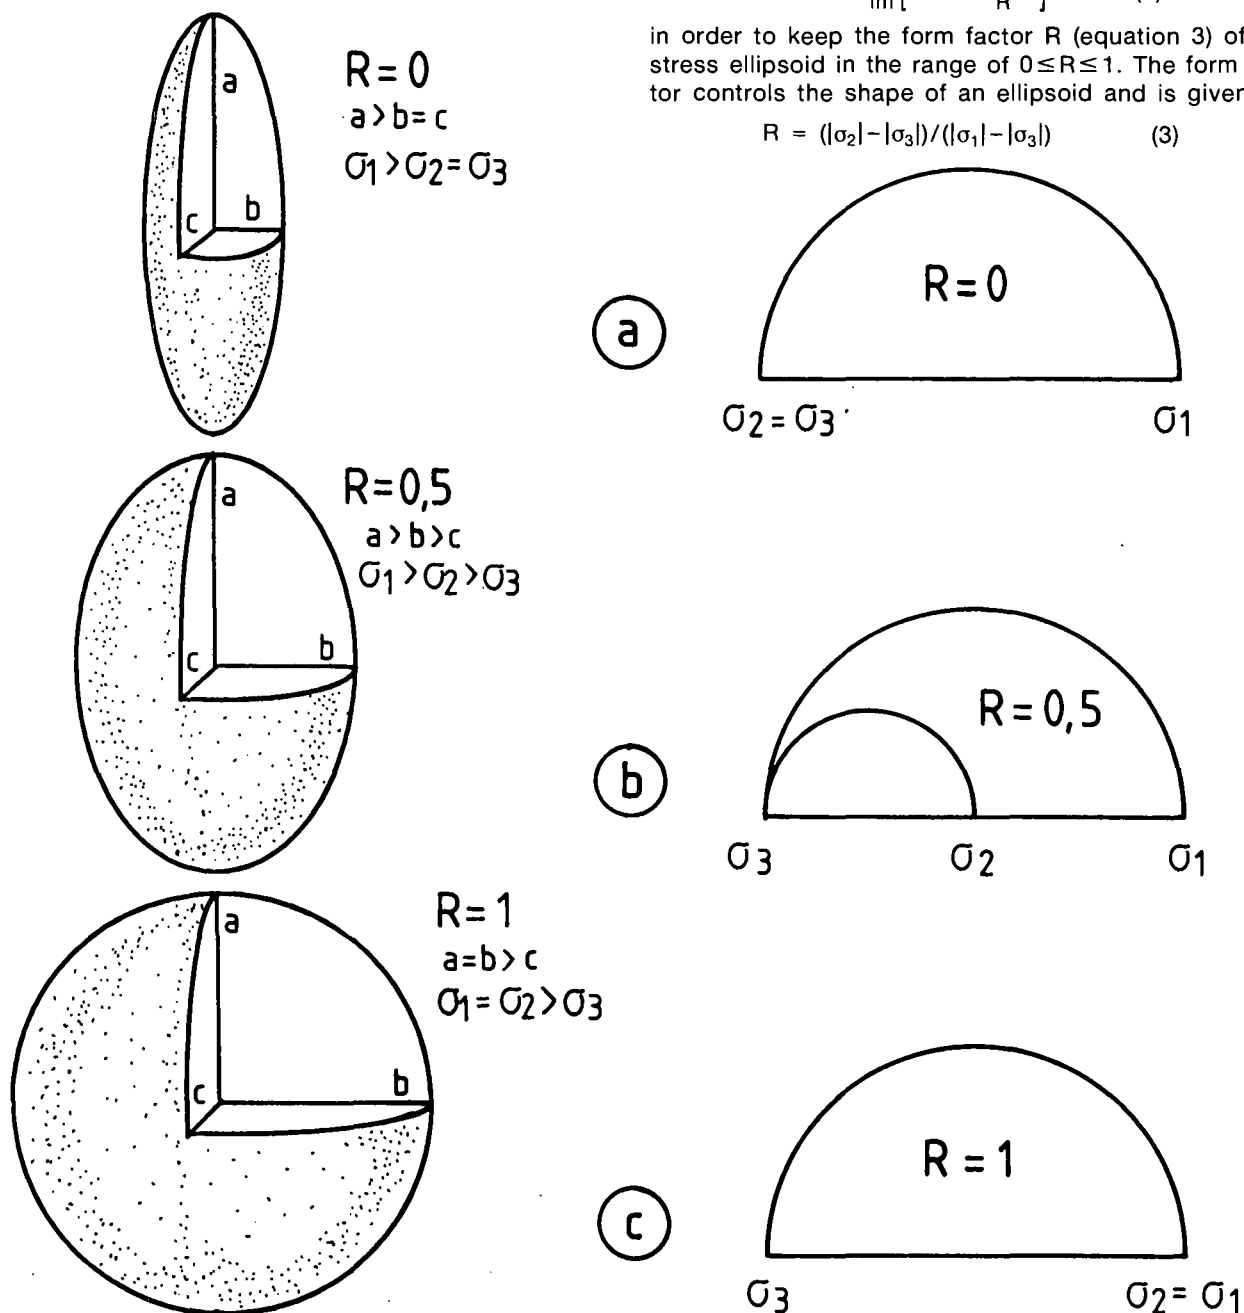 R
in order to keep the form factor R (equation 3) of
stress ellipsoid in the range of 0≤R≤1. The form
tor controls the shape of an ellipsoid and is given
R = (|σ2|−|σ3|)/(|σ1|−|σ3|) (3)
R=0
a>b=c
σ1>σ2=σ3
a
c b
a
R=0
σ2=σ3 σ1
R=0,5
a>b>c
σ1>σ2>σ3
a
c b
b
R=0,5
σ3 σ2 σ1
R=1
a=b>c
σ1=σ2>σ3
a
c b
c
R=1
σ3 σ2=σ1